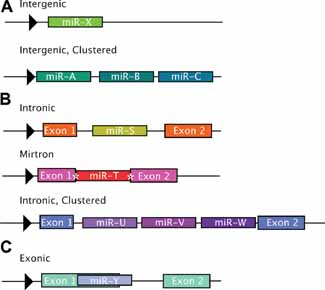 A
Intergenic
miR-X
Intergenic, Clustered
miR-A miR-B miR-C
B
Intronic
Exon 1 miR-S Exon 2
Mirtron
Exon 1 miR-T Exon 2
Intronic, Clustered
Exon 1 miR-U miR-V miR-W Exon 2
C
Exonic
Exon 1 miR-Y Exon 2